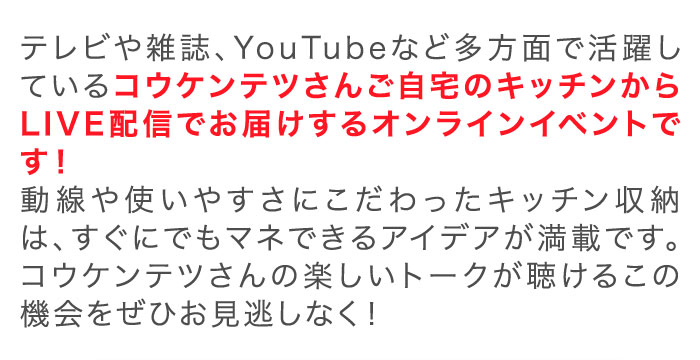 テレビや雑誌、YouTubeなど多方面で活躍し
ているコウケンテツさんご自宅のキッチンから
LIVE配信でお届けするオンラインイベントで
す！
動線や使いやすさにこだわったキッチン収納
は、すぐにでもマネできるアイデアが満載です。
コウケンテツさんの楽しいトークが聴けるこの
機会をぜひお見逃しなく！